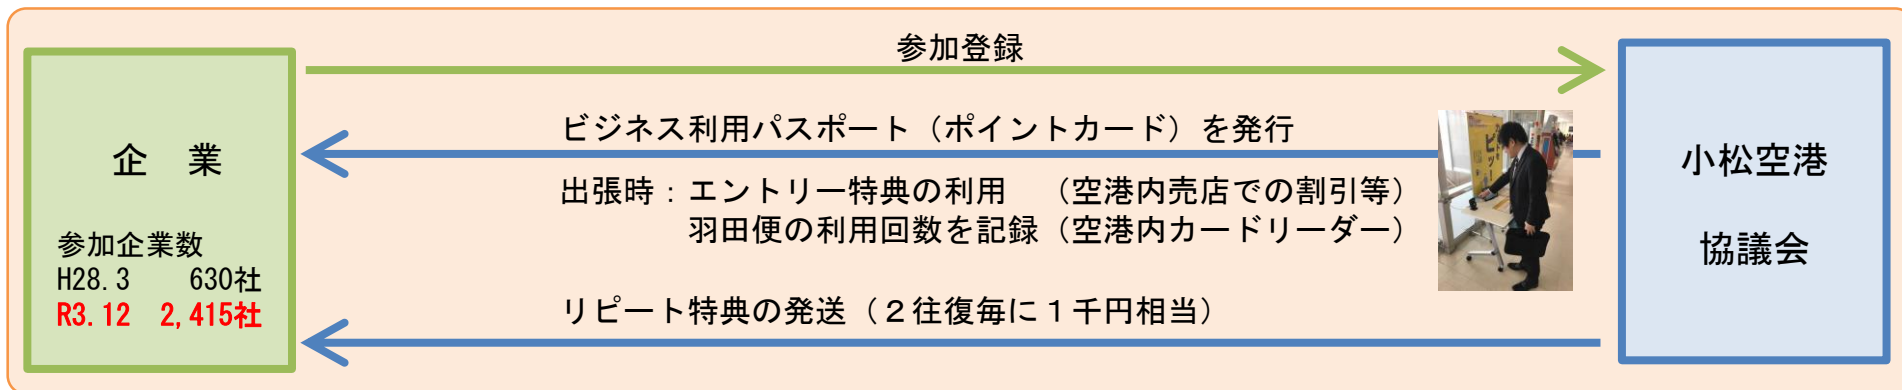 参加登録
企　業
参加企業数
H28.3　630社
R3.12　2,415社
ビジネス利用パスポート（ポイントカード）を発行
出張時：エントリー特典の利用　（空港内売店での割引等）
羽田便の利用回数を記録（空港内カードリーダー）
リピート特典の発送（２往復毎に１千円相当）
小松空港
協議会